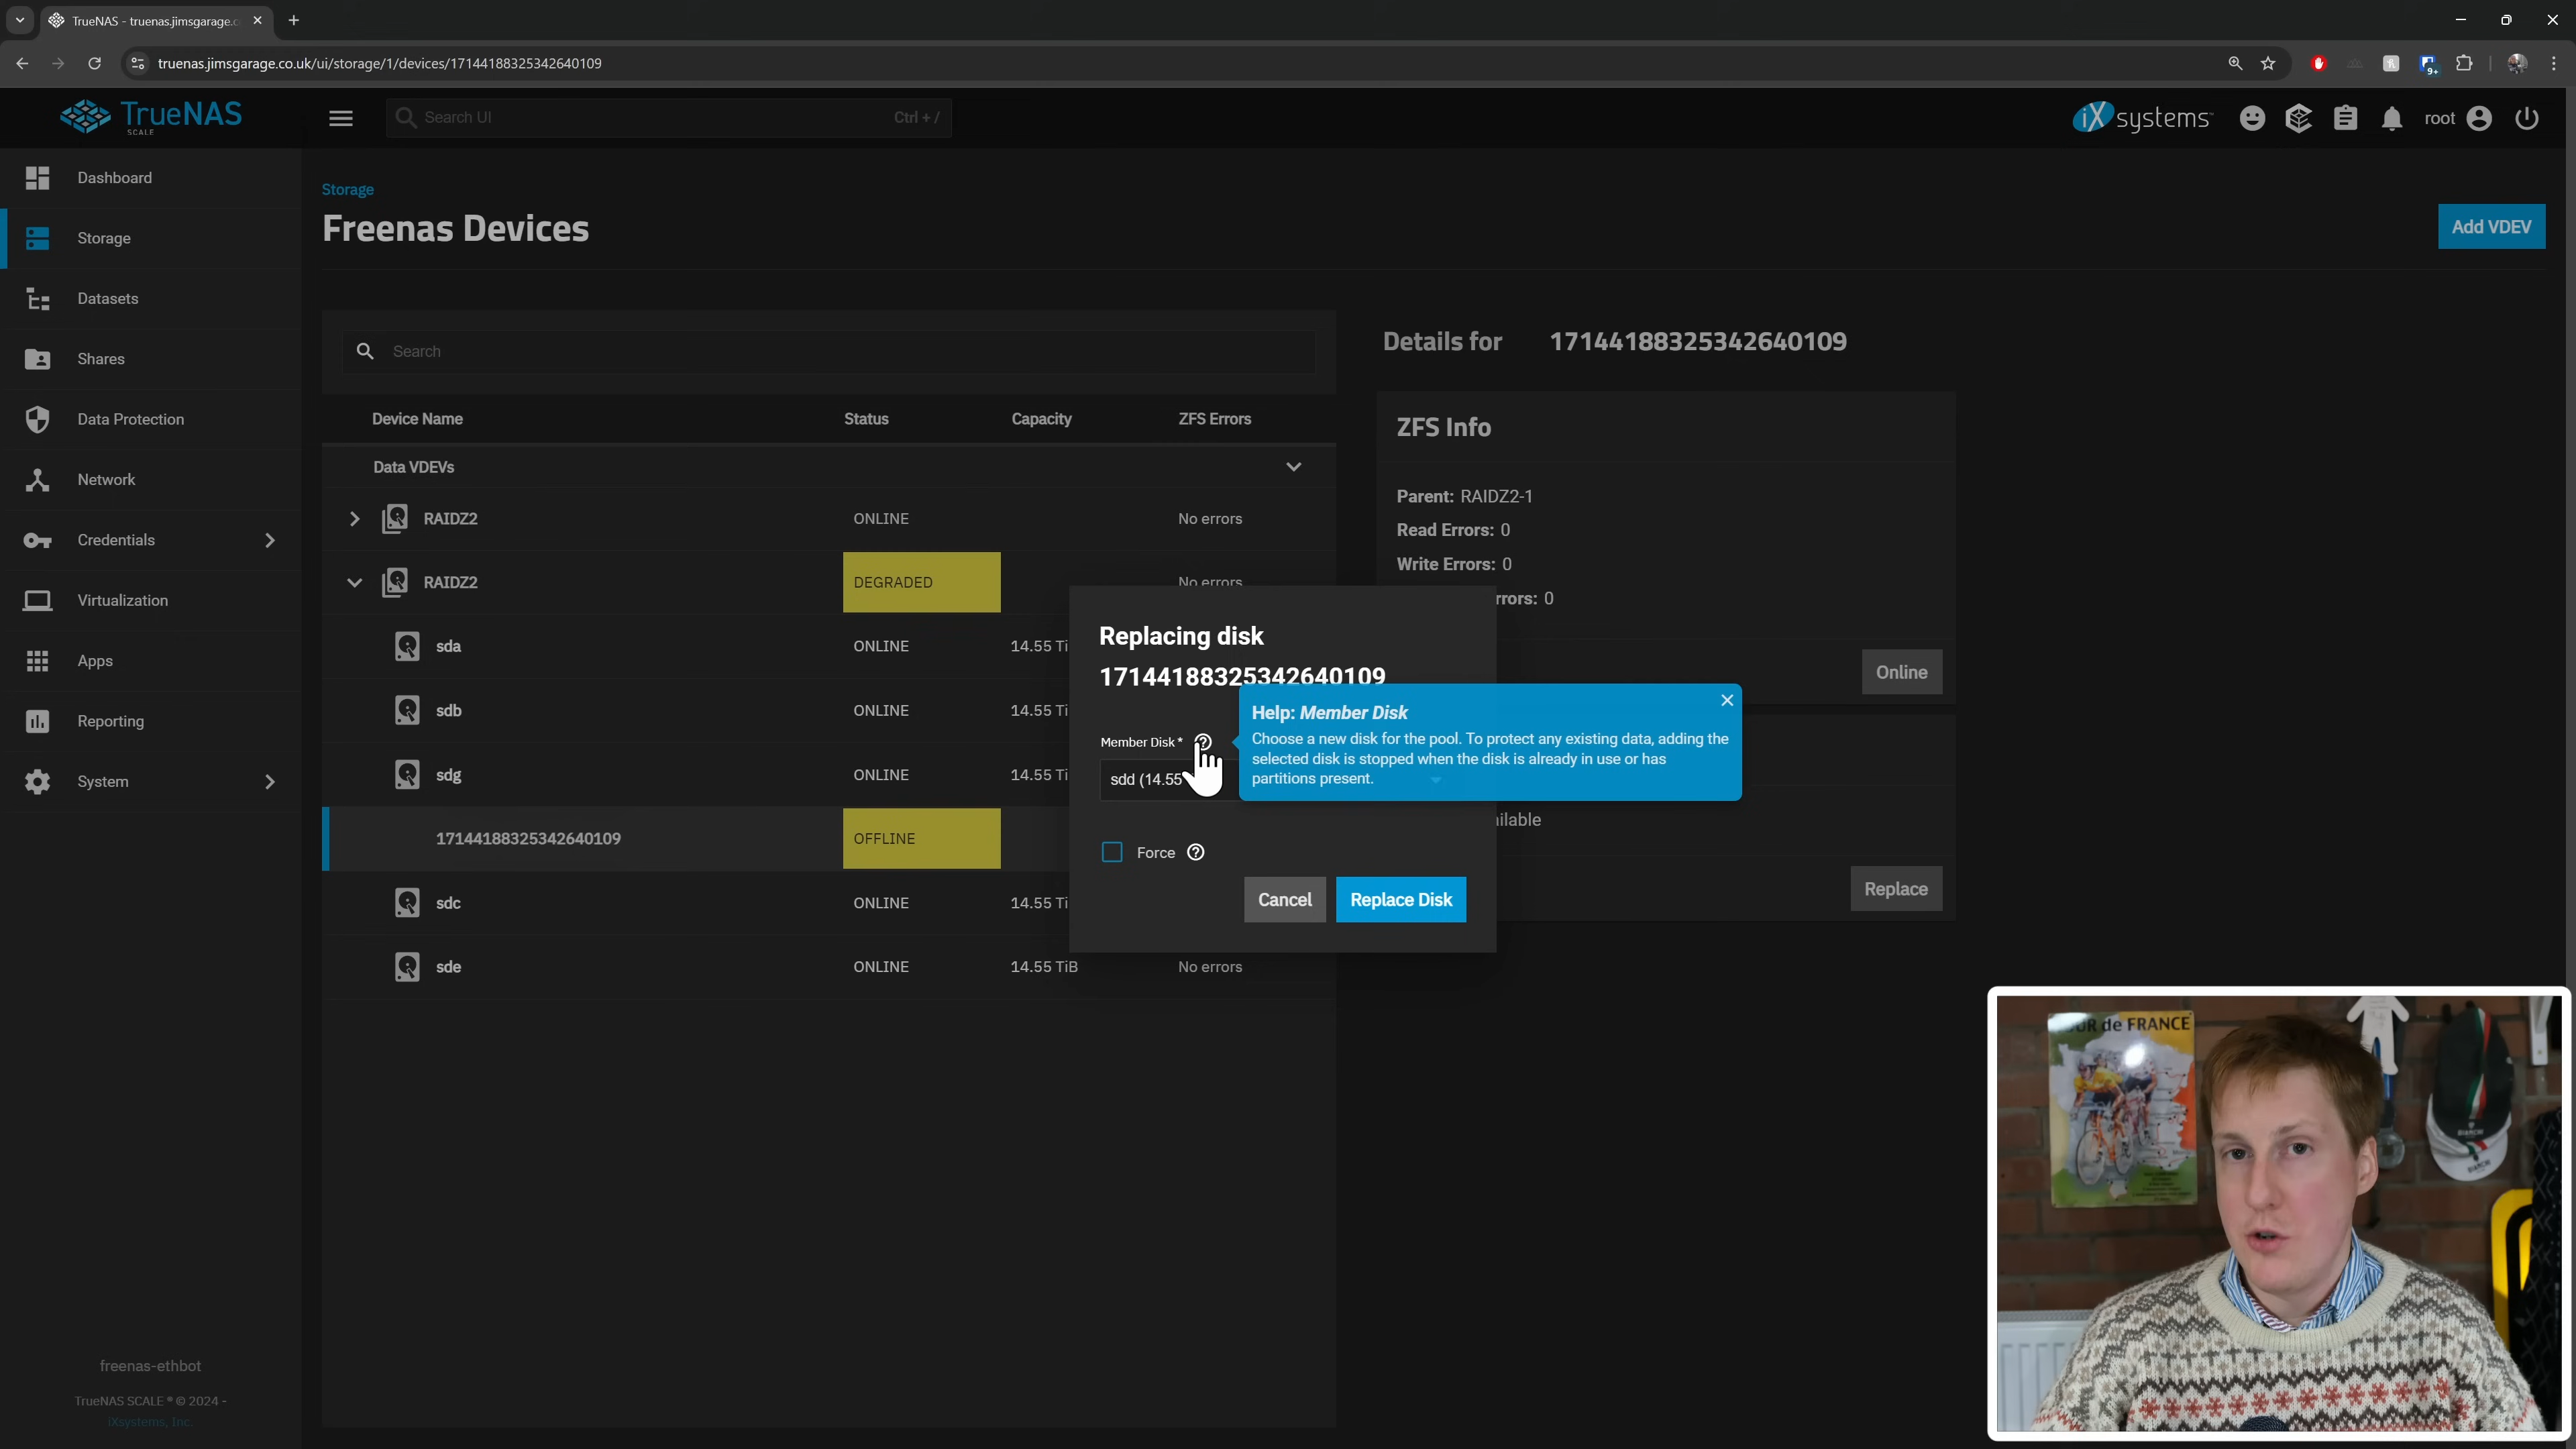 TrueNAS - truenas.jimsgarage.c
truenas.jimsgarage.co.uk/ui/storage/1/devices/17144188325342640109
9+
TrueNAS
SCALE
Search UI
Ctrl + /
iX systems
root
Dashboard
Storage
Datasets
Shares
Data Protection
Network
Credentials
Virtualization
Apps
Reporting
System
freenas-ethbot
TrueNAS SCALE ® © 2024 -
iXsystems, Inc.
Storage
Freenas Devices
Add VDEV
Search
Device Name Status Capacity ZFS Errors
Data VDEVs
RAIDZ2 ONLINE No errors
RAIDZ2 DEGRADED No errors
sda ONLINE 14.55 Ti
sdb ONLINE 14.55 Ti
sdg ONLINE 14.55 Ti
17144188325342640109 OFFLINE
sdc ONLINE 14.55 Ti
sde ONLINE 14.55 TiB No errors
Details for 17144188325342640109
ZFS Info
Parent: RAIDZ2-1
Read Errors: 0
Write Errors: 0
rrors: 0
Online
ilable
Replace
Replacing disk
17144188325342640109
Member Disk *
sdd (14.55
Help: Member Disk
Choose a new disk for the pool. To protect any existing data, adding the
selected disk is stopped when the disk is already in use or has
partitions present.
Force
Cancel
Replace Disk
UR de FRANCE
BIANCHI